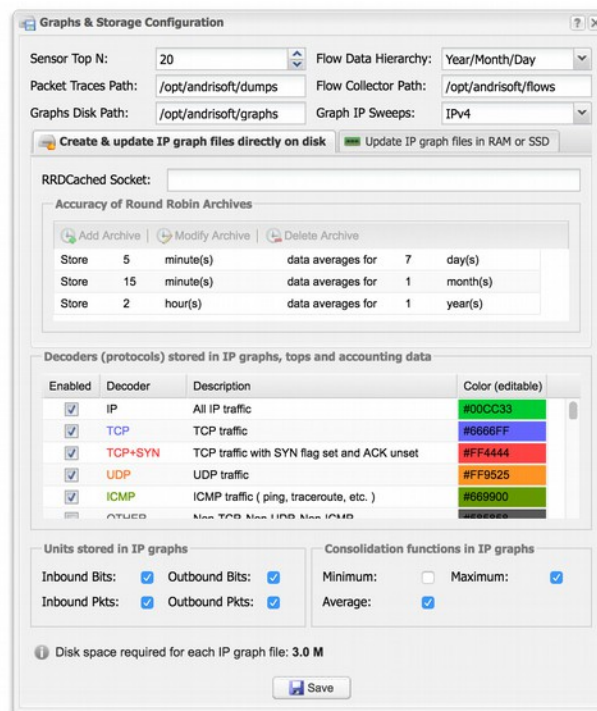 Graphs & Storage Configuration
Sensor Top N: 20 Flow Data Hierarchy: Year/Month/Day
Packet Traces Path: /opt/andrisoft/dumps Flow Collector Path: /opt/andrisoft/flows
Graphs Disk Path: /opt/andrisoft/graphs Graph IP Sweeps: IPv4
Create & update IP graph files directly on disk Update IP graph files in RAM or SSD
RRDCached Socket:
Accuracy of Round Robin Archives
Add Archive | Modify Archive | Delete Archive
Store 5 minute(s) data averages for 7 day(s)
Store 15 minute(s) data averages for 1 month(s)
Store 2 hour(s) data averages for 1 year(s)
Decoders (protocols) stored in IP graphs, tops and accounting data
Enabled Decoder Description Color (editable)
IP All IP traffic #00CC33
TCP TCP traffic #6666FF
TCP+SYN TCP traffic with SYN flag set and ACK unset #FF4444
UDP UDP traffic #FF9525
ICMP ICMP traffic ( ping, traceroute, etc. ) #669900
OTHER Non-TCP, Non-UDP, Non-ICMP
Units stored in IP graphs Consolidation functions in IP graphs
Inbound Bits: Outbound Bits: Minimum: Maximum:
Inbound Pkts: Outbound Pkts: Average:
Disk space required for each IP graph file: 3.0 M
Save